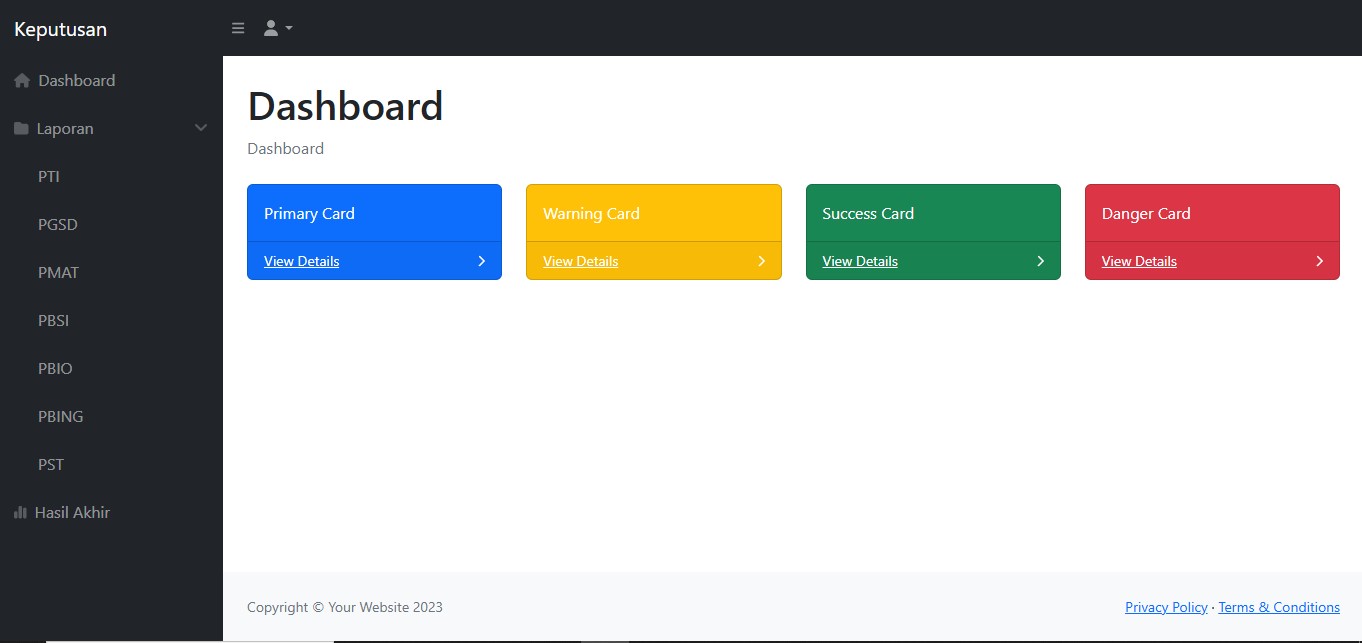 Keputusan
Dashboard
Laporan
PTI
PGSD
PMAT
PBSI
PBIO
PBING
PST
Hasil Akhir
Dashboard
Dashboard
Primary Card
View Details
Warning Card
View Details
Success Card
View Details
Danger Card
View Details
Copyright © Your Website 2023
Privacy Policy · Terms & Conditions